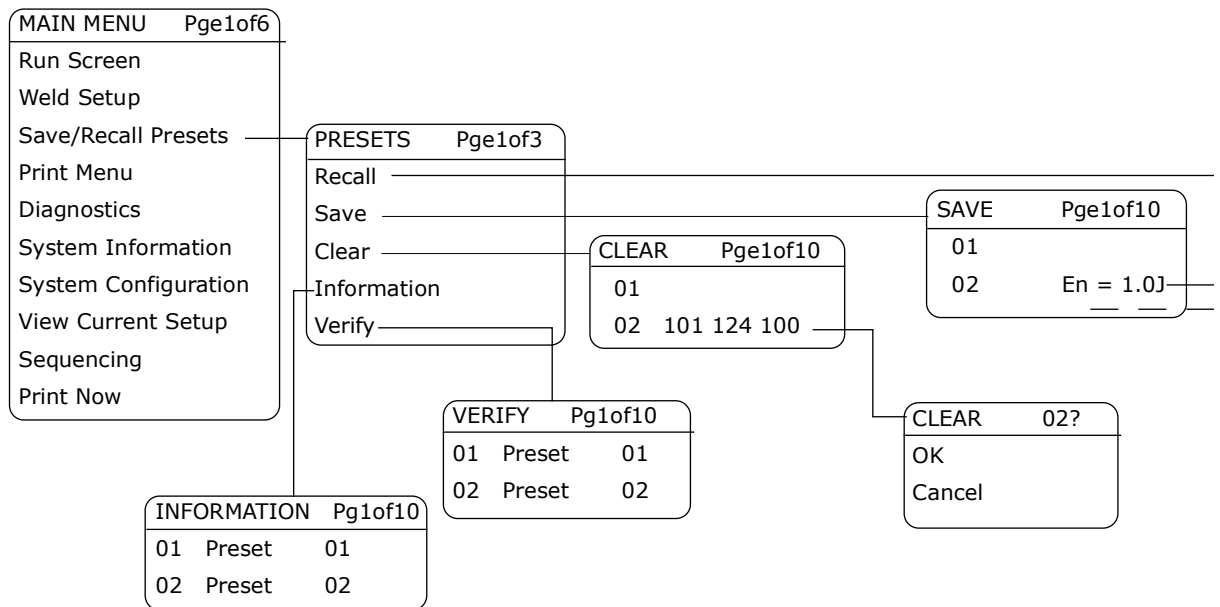 MAIN MENU Pge1of6
Run Screen
Weld Setup
Save/Recall Presets
Print Menu
Diagnostics
System Information
System Configuration
View Current Setup
Sequencing
Print Now
PRESETS Pge1of3
Recall
Save
Clear
Information
Verify
SAVE Pge1of10
01
02 En = 1.0J
CLEAR Pge1of10
01
02 101 124 100
CLEAR 02?
OK
Cancel
VERIFY Pg1of10
01 Preset 01
02 Preset 02
INFORMATION Pg1of10
01 Preset 01
02 Preset 02